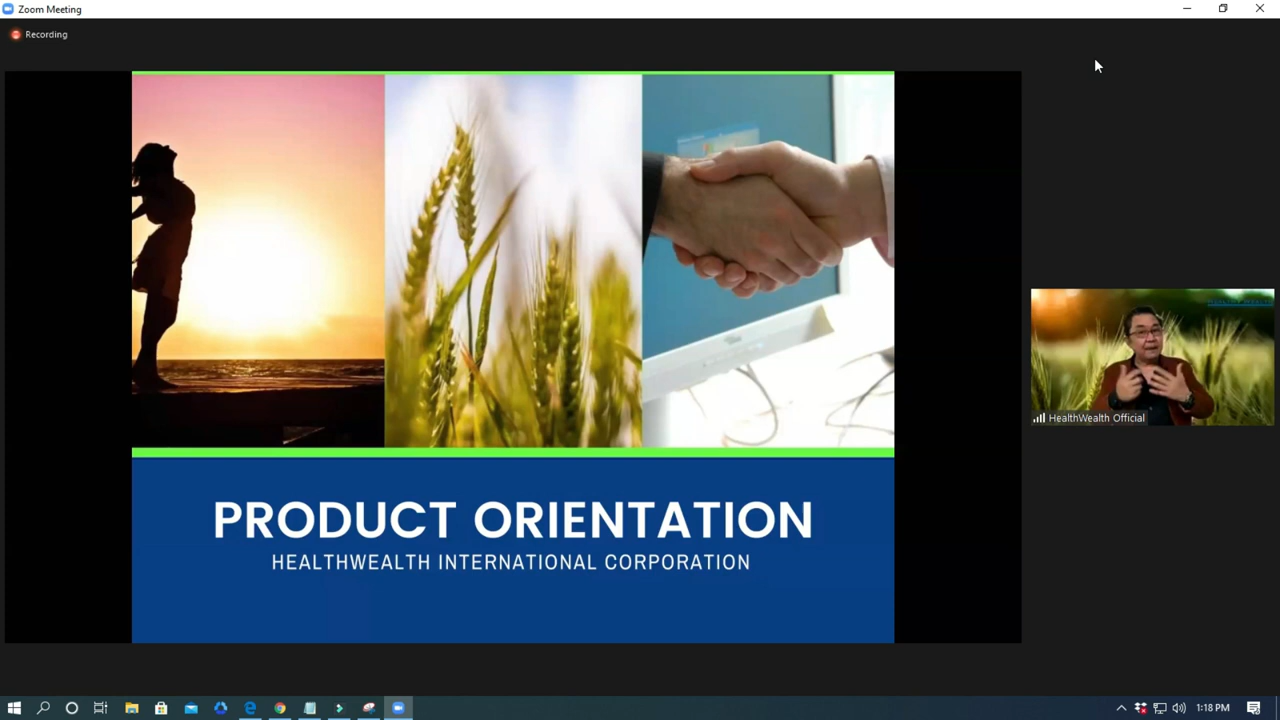 Zoom Meeting
Recording
PRODUCT ORIENTATION
HEALTHWEALTH INTERNATIONAL CORPORATION
HealthWealth Official
1:18 PM